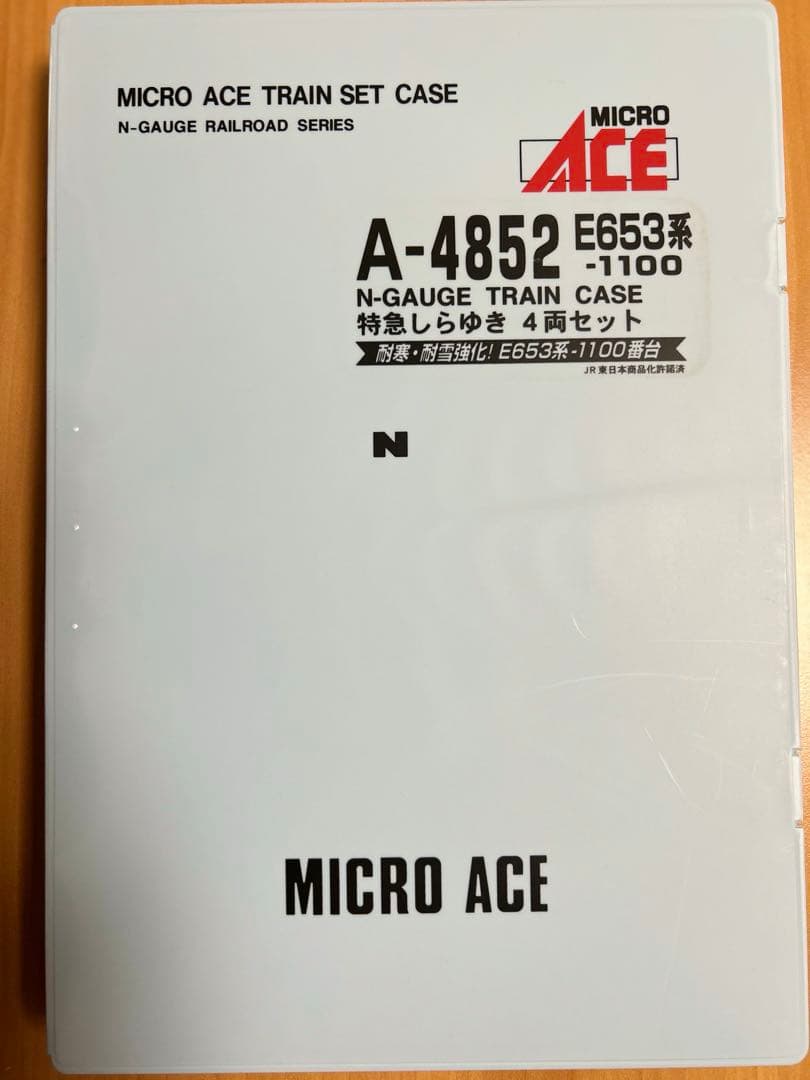 MICRO ACE TRAIN SET CASE
N-GAUGE RAILROAD SERIES
MICRO
ACE
A-4852 E653系
-1100
N-GAUGE TRAIN CASE
特急しらゆき 4両セット
耐寒・耐雪強化! E653系-1100番台
JR東日本商品化許諾済
N
MICRO ACE